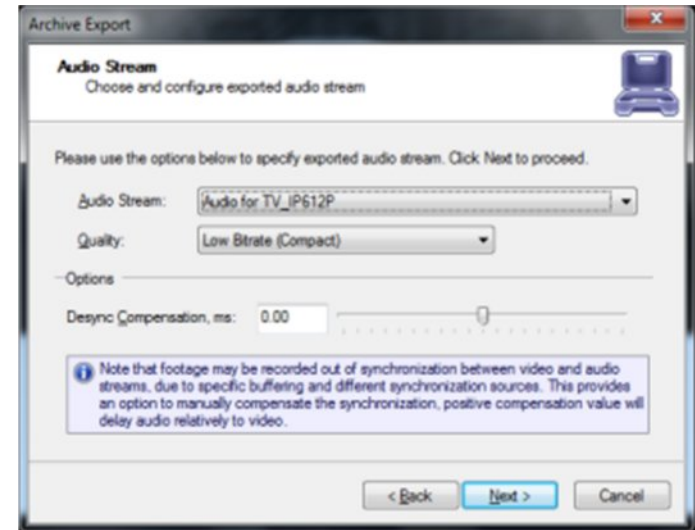 Archive Export
Audio Stream
Choose and configure exported audio stream
Please use the options below to specify exported audio stream. Click Next to proceed.
Audio Stream: Audio for TV_IP612P
Quality: Low Bitrate (Compact)
Options
Desync Compensation, ms: 0.00
Note that footage may be recorded out of synchronization between video and audio
streams, due to specific buffering and different synchronization sources. This provides
an option to manually compensate the synchronization, positive compensation value will
delay audio relatively to video.
< Back Next > Cancel